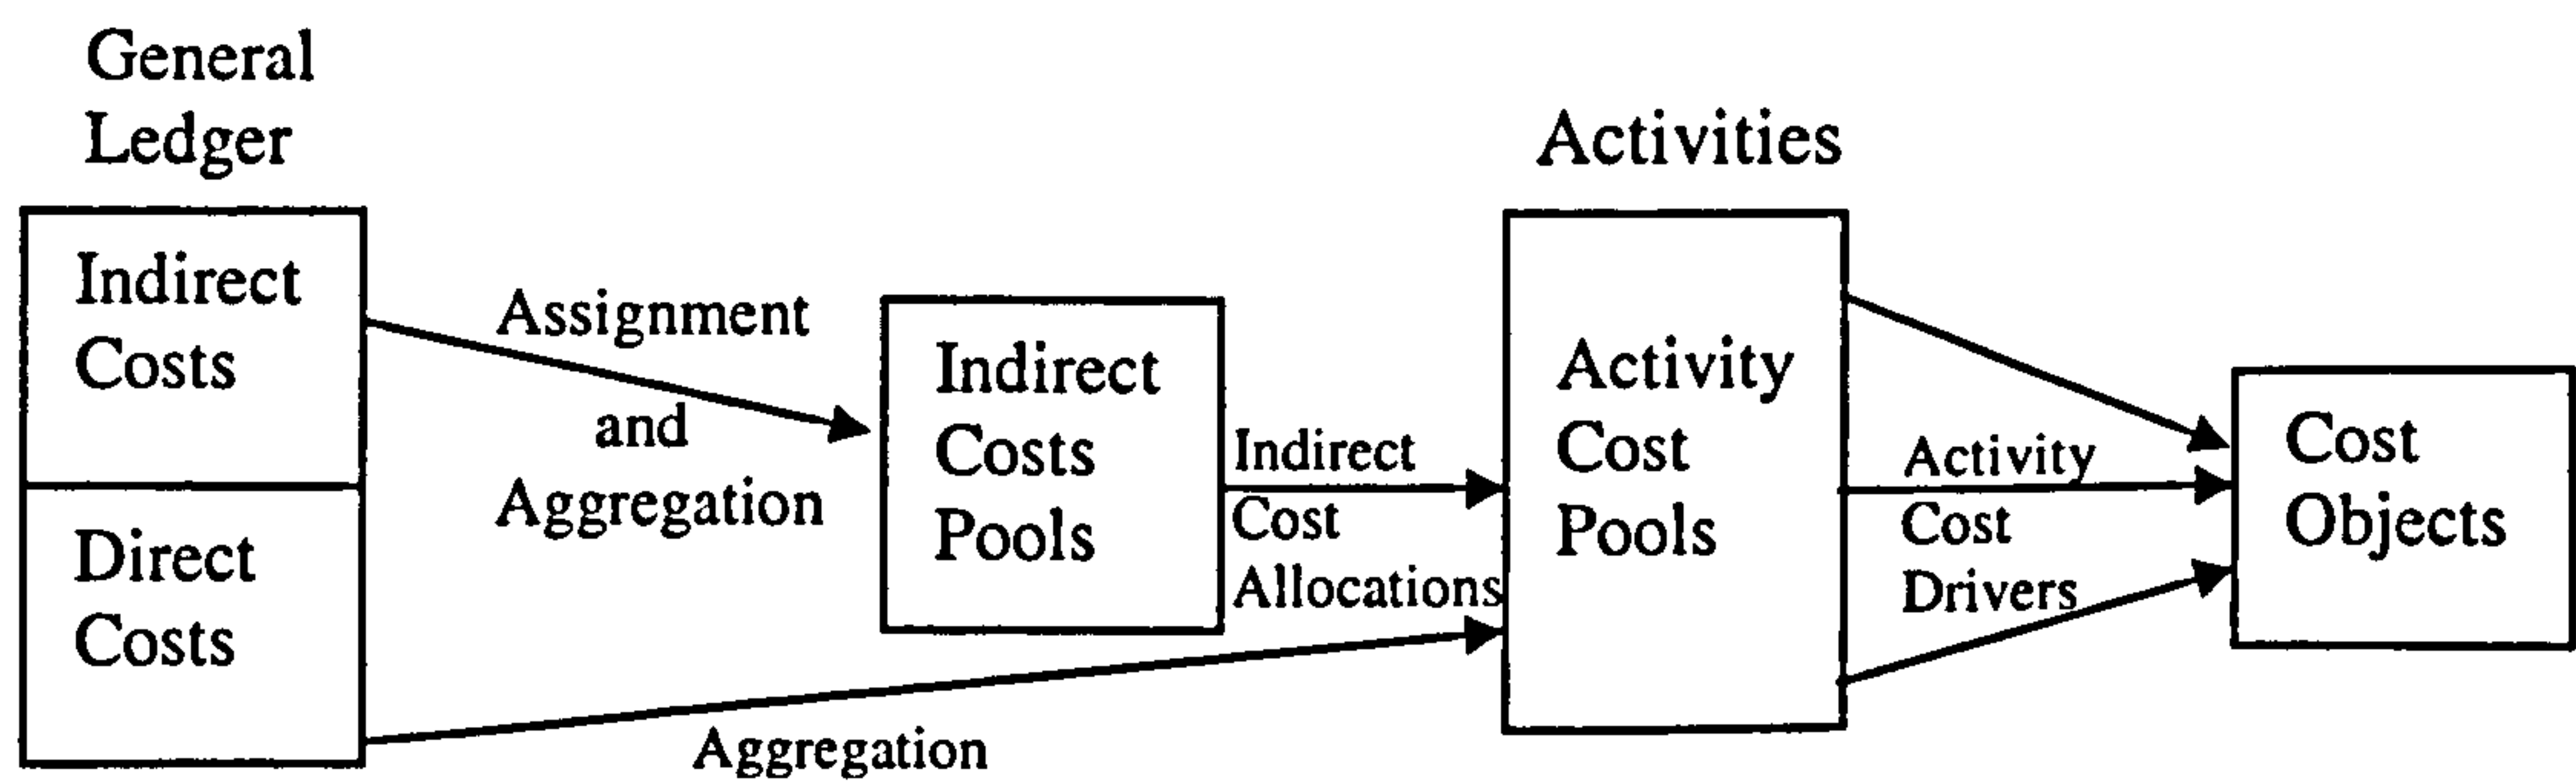 General
Ledger
Indirect
Costs
Direct
Costs
Assignment
and
Aggregation
Aggregation
Indirect
Costs
Pools
Indirect
Cost
Allocations
Activities
Activity
Cost
Pools
Activity
Cost
Drivers
Cost
Objects